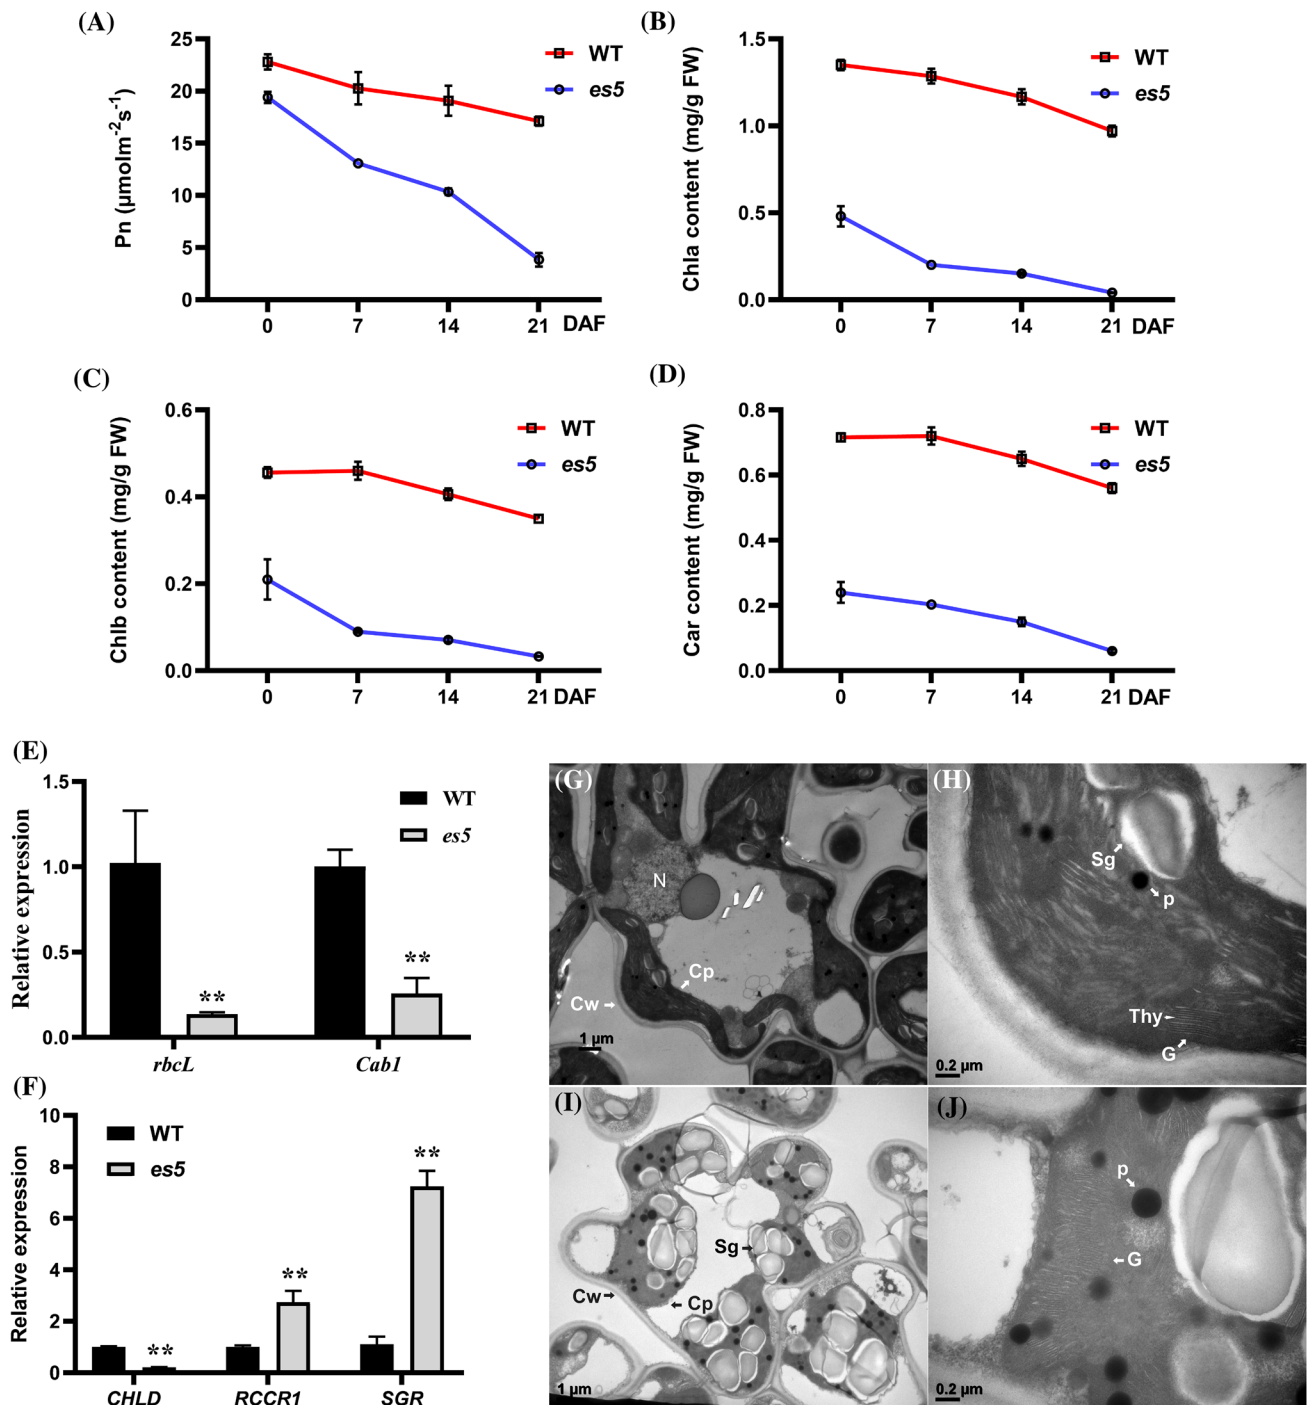 (A)
Pn (μmolm⁻²s⁻¹)
25
20
15
10
5
0
0 7 14 21 DAF
WT
es5
(B)
Chla content (mg/g FW)
1.5
1.0
0.5
0.0
0 7 14 21 DAF
WT
es5
(C)
Chlb content (mg/g FW)
0.6
0.4
0.2
0.0
0 7 14 21 DAF
WT
es5
(D)
Car content (mg/g FW)
0.8
0.6
0.4
0.2
0.0
0 7 14 21 DAF
WT
es5
(E)
Relative expression
1.5
1.0
0.5
0.0
WT
es5
**
**
rbcL Cab1
(F)
Relative expression
10
8
6
4
2
0
WT
es5
**
**
**
CHLD RCCR1 SGR
(G)
N
Cp
Cw
1 μm
(H)
Sg
p
Thy
G
0.2 μm
(I)
Sg
Cw
Cp
1 μm
(J)
p
G
0.2 μm